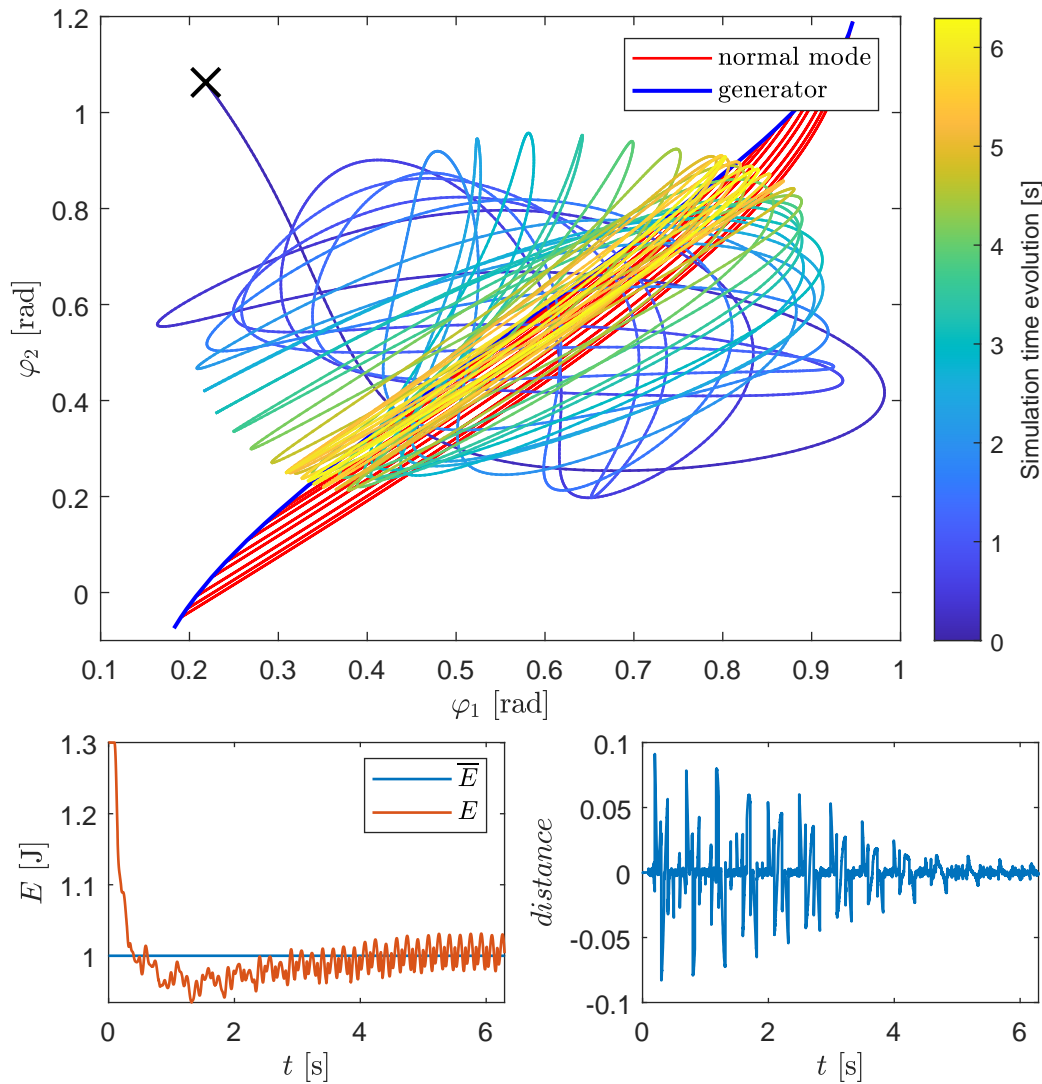 1.2
1
0.8
0.6
0.4
0.2
0
φ₂ [rad]
0.1 0.2 0.3 0.4 0.5 0.6 0.7 0.8 0.9 1
φ₁ [rad]
normal mode
generator
6
5
4
3
2
1
0
Simulation time evolution [s]
1.3
1.2
1.1
1
E [J]
0 2 4 6
t [s]
E̅
E
0.1
0.05
0
-0.05
-0.1
distance
0 2 4 6
t [s]